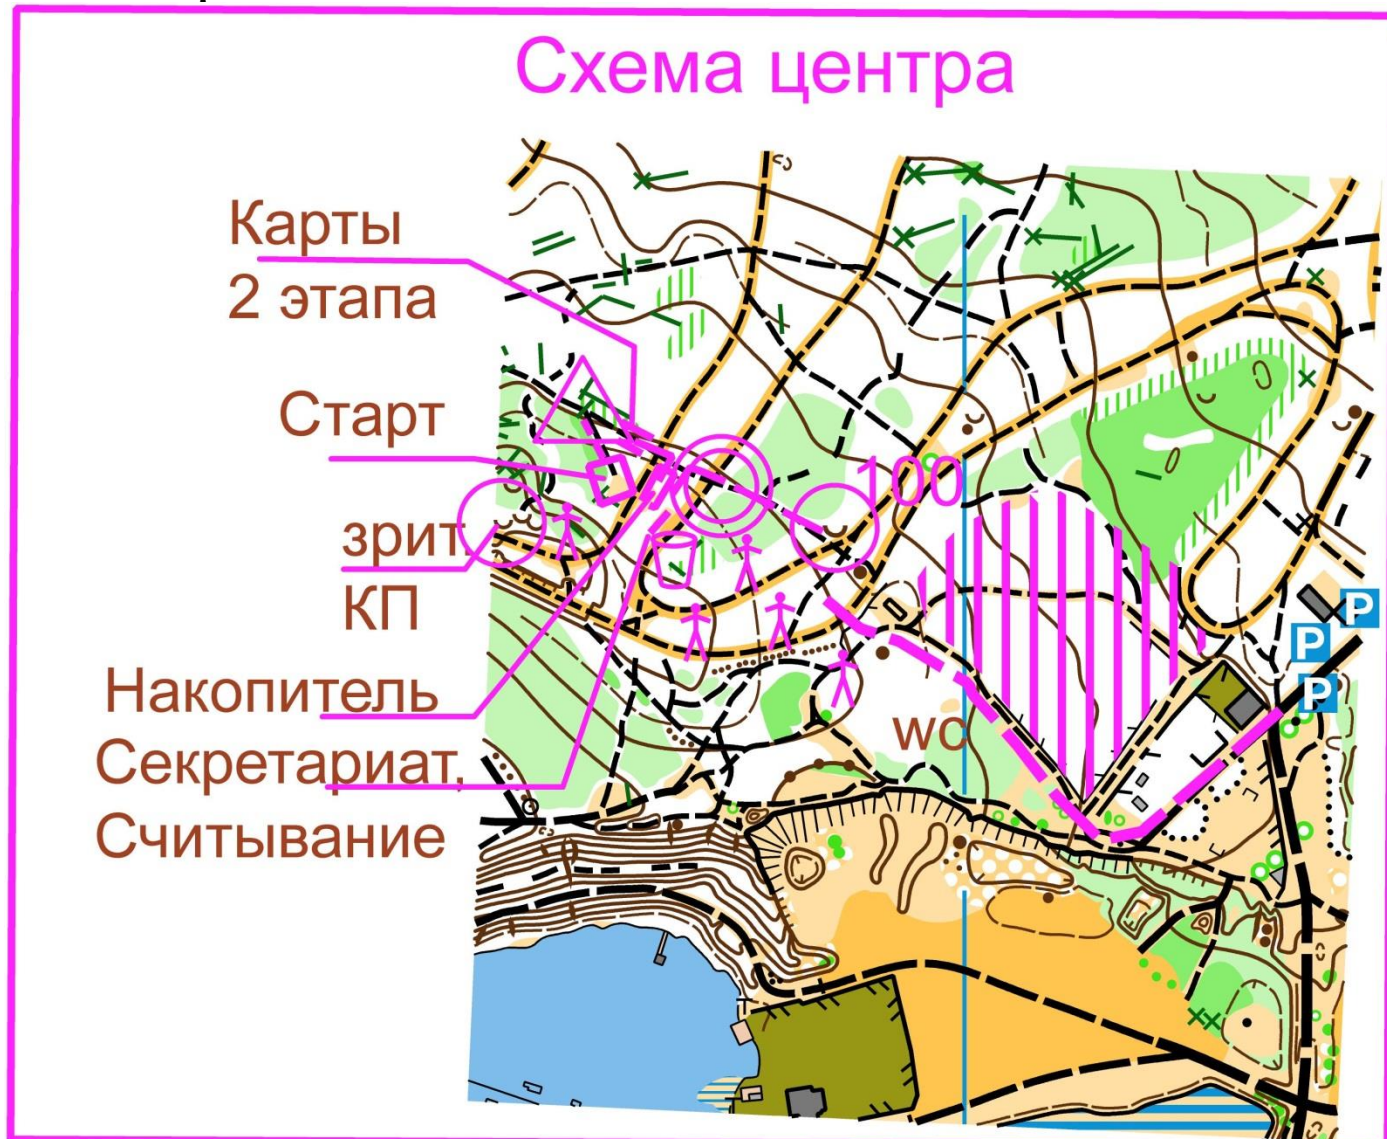 Схема центра
Карты
2 этапа
Старт
100
зрит.
КП
P
P
P
Накопитель
wc
Секретариат,
Считывание